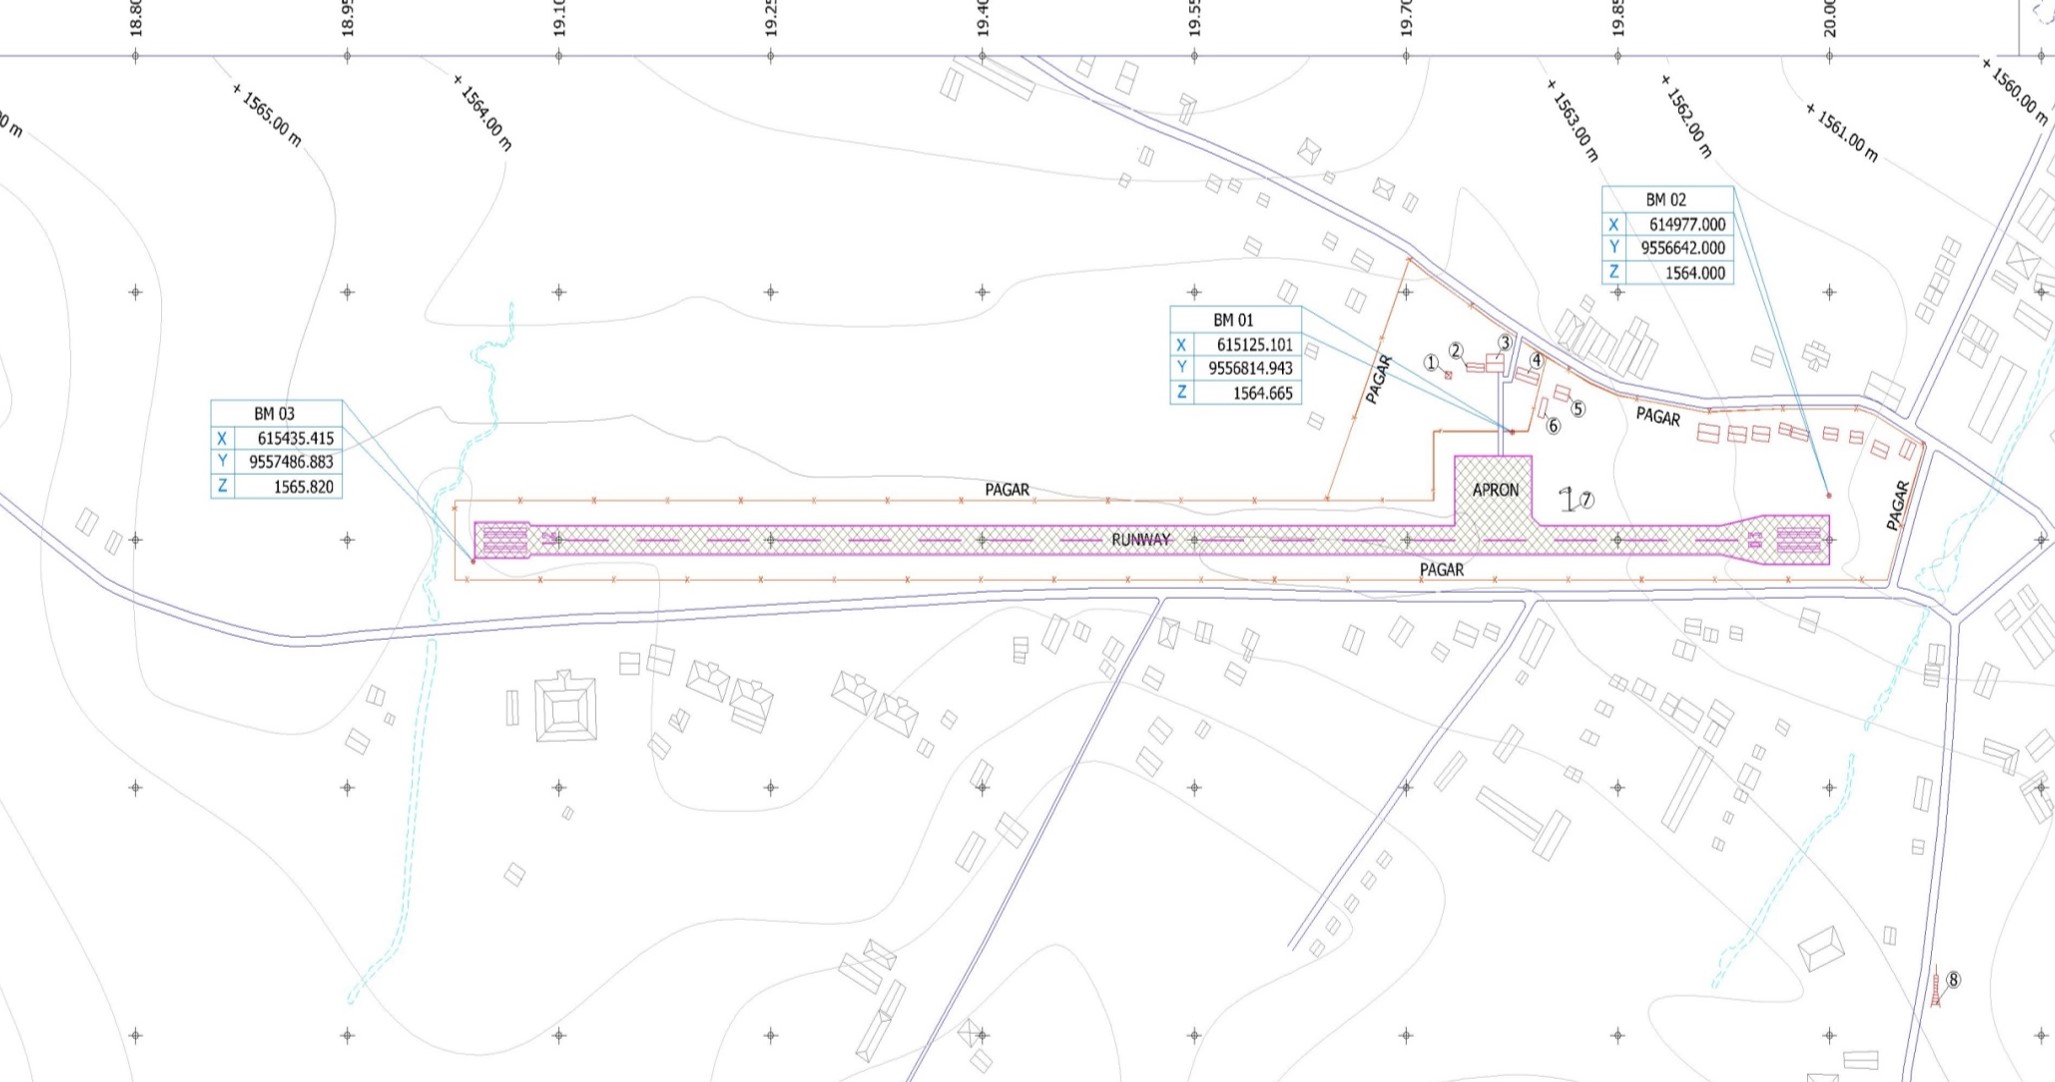 18.80
18.95
19.10
19.25
19.40
19.55
19.70
19.85
20.00
+ 1565.00 m
+ 1564.00 m
+ 1563.00 m
+ 1562.00 m
+ 1561.00 m
+ 1560.00 m
BM 02
X 614977.000
Y 9556642.000
Z 1564.000
BM 01
X 615125.101
Y 9556814.943
Z 1564.665
BM 03
X 615435.415
Y 9557486.883
Z 1565.820
1
2
3
4
5
6
PAGAR
PAGAR
PAGAR
APRON
7
PAGAR
RUNWAY
PAGAR
8